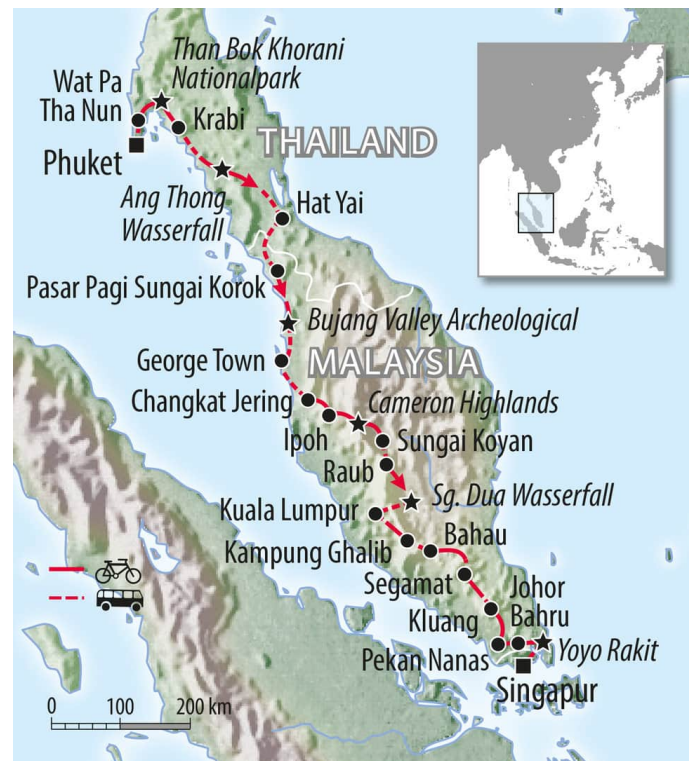 Than Bok Khorani
Nationalpark
Wat Pa
Tha Nun
Krabi
THAILAND
Phuket
Ang Thong
Wasserfall
Hat Yai
Pasar Pagi Sungai Korok
Bujang Valley Archeological
George Town
MALAYSIA
Changkat Jering
Cameron Highlands
Ipoh
Sungai Koyan
Raub
Sg. Dua Wasserfall
Kuala Lumpur
Bahau
Kampung Ghalib
Segamat
Johor
Bahru
Kluang
Yoyo Rakit
Pekan Nanas
Singapur
0 100 200 km